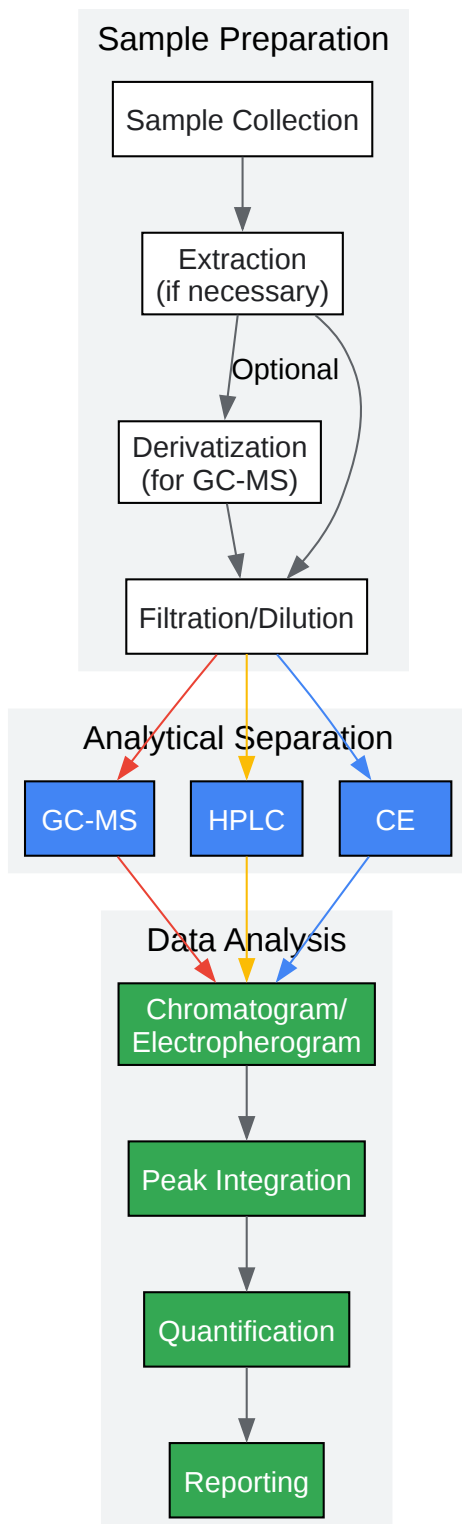 Sample Preparation
Sample Collection
Extraction
(if necessary)
Optional
Derivatization
(for GC-MS)
Filtration/Dilution
Analytical Separation
GC-MS
HPLC
CE
Data Analysis
Chromatogram/
Electropherogram
Peak Integration
Quantification
Reporting